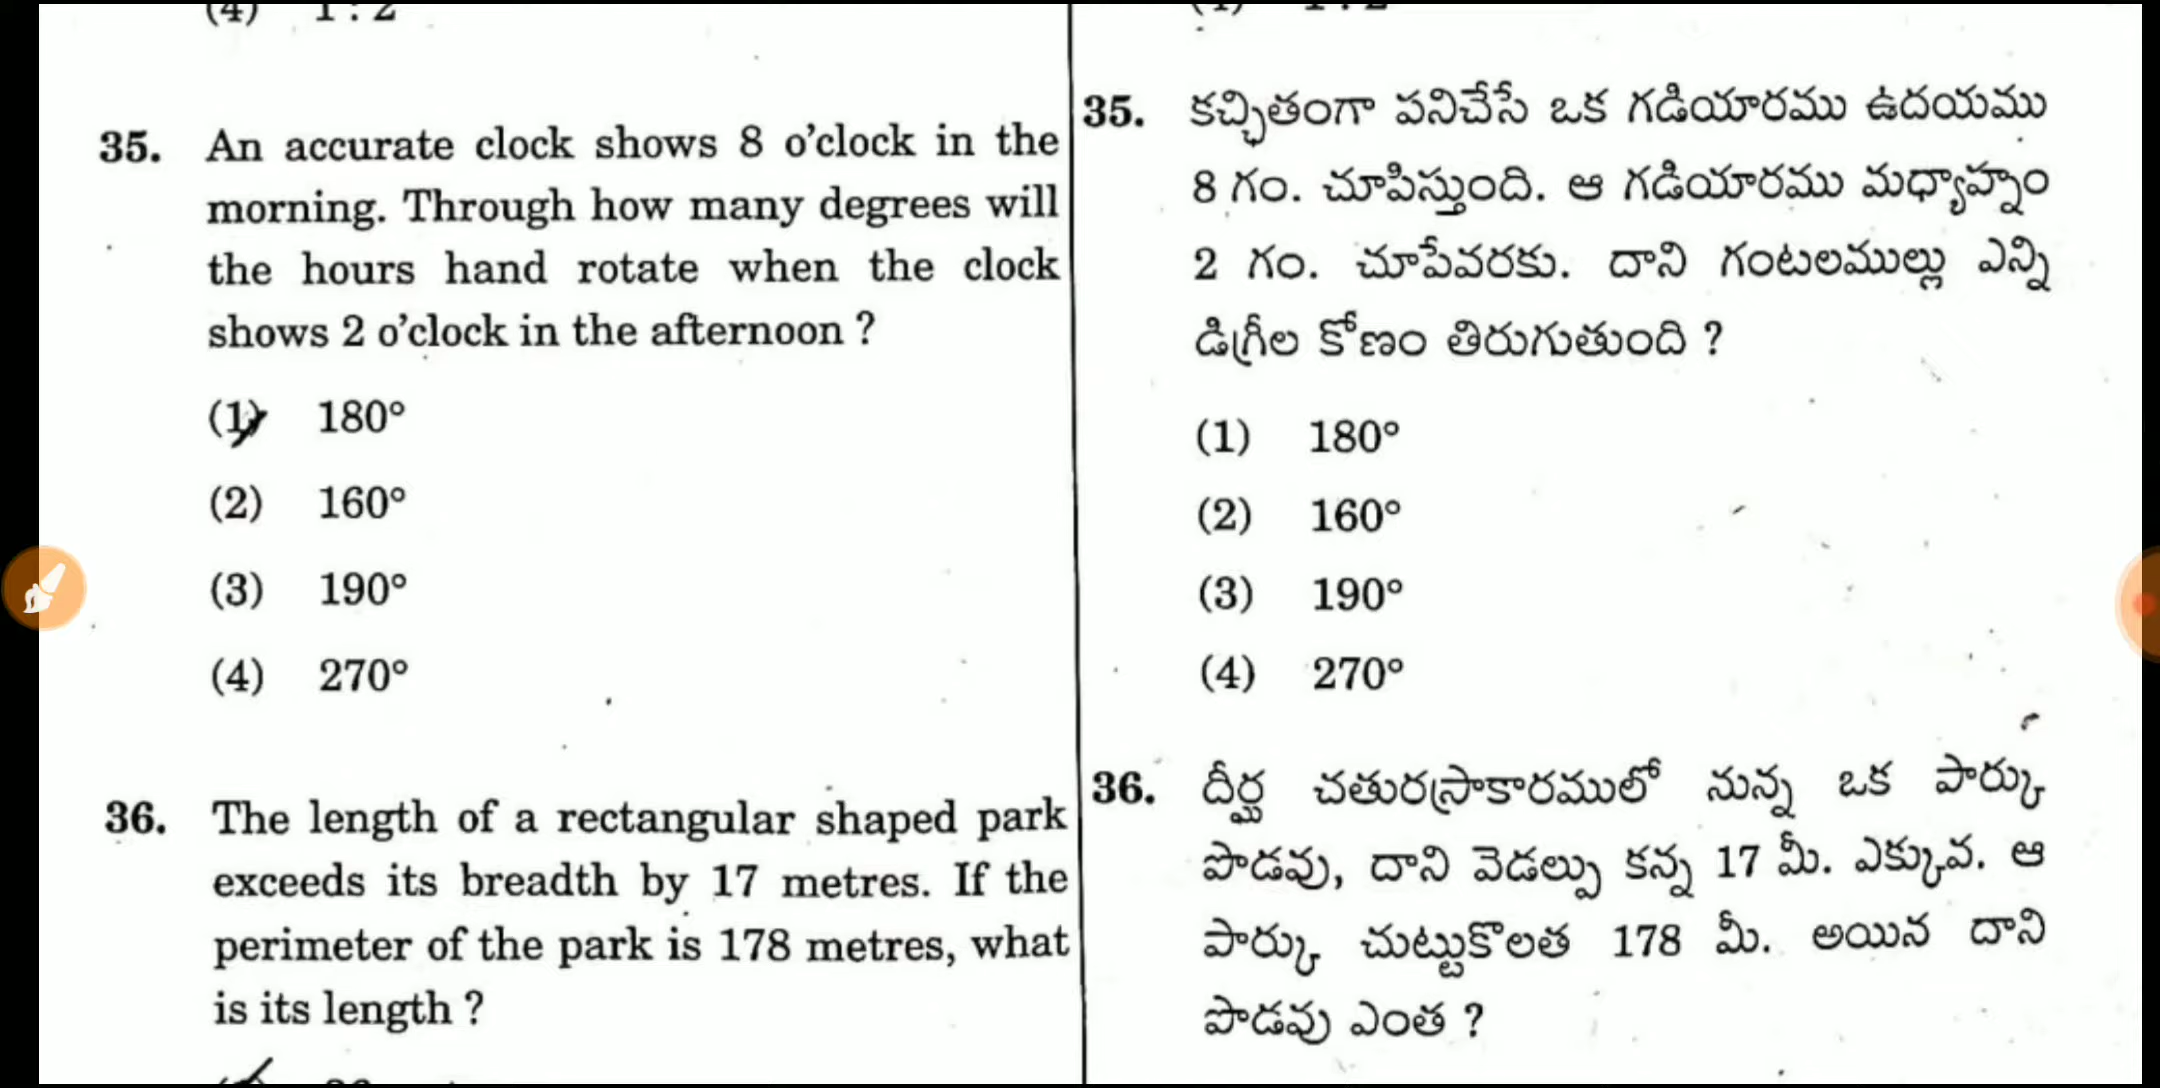 35. An accurate clock shows 8 o'clock in the
morning. Through how many degrees will
the hours hand rotate when the clock
shows 2 o'clock in the afternoon ?
(1) 180°
(2) 160°
(3) 190°
(4) 270°
36. The length of a rectangular shaped park
exceeds its breadth by 17 metres. If the
perimeter of the park is 178 metres, what
is its length ?
35. కచ్చితంగా పనిచేసే ఒక గడియారము ఉదయము
8 గం. చూపిస్తుంది. ఆ గడియారము మధ్యాహ్నం
2 గం. చూపేవరకు. దాని గంటలముల్లు ఎన్ని
డిగ్రీల కోణం తిరుగుతుంది ?
(1) 180°
(2) 160°
(3) 190°
(4) 270°
36. దీర్ఘ చతురస్రాకారములో నున్న ఒక పార్కు
పొడవు, దాని వెడల్పు కన్న 17 మీ. ఎక్కువ. ఆ
పార్కు చుట్టుకొలత 178 మీ. అయిన దాని
పొడవు ఎంత ?